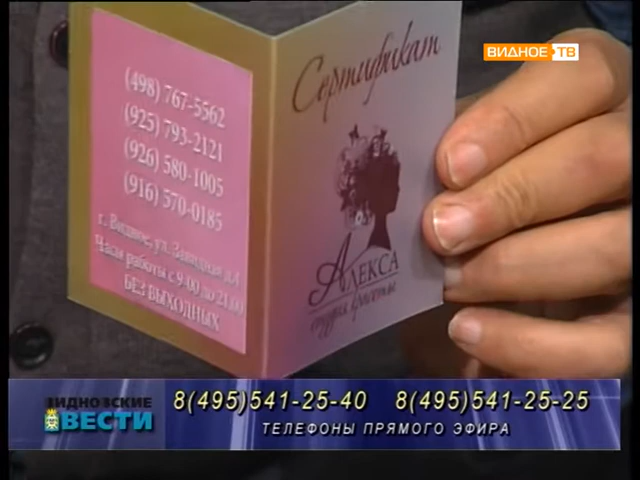 ВИДНОЕ ТВ
(498) 767-5562
(925) 793-2121
(926) 580-1005
(916) 570-0185
г. Видное, ул. Завидная д.4
Часы работы с 9.00 до 21.00
БЕЗ ВЫХОДНЫХ
Сертификат
АЛЕКСА
студия красоты
ВИДНОВСКИЕ
ВЕСТИ
8(495)541-25-40 8(495)541-25-25
ТЕЛЕФОНЫ ПРЯМОГО ЭФИРА